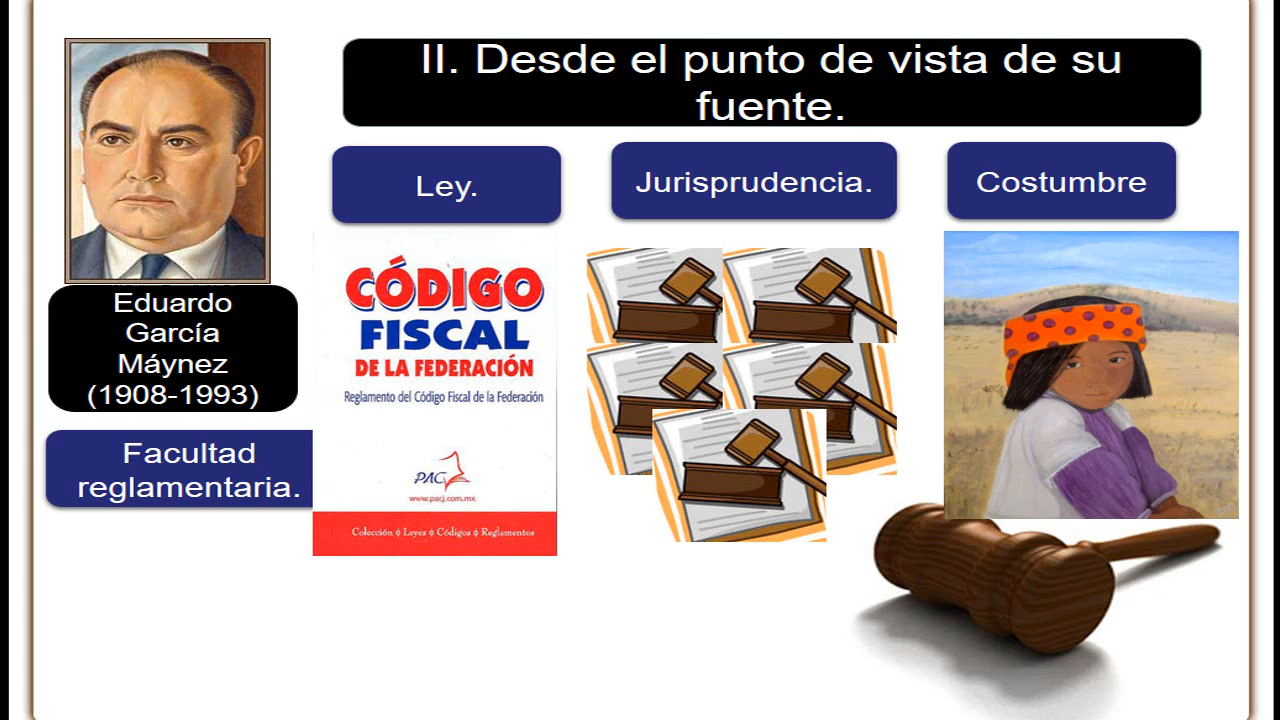 II. Desde el punto de vista de su
fuente.
Ley.
Jurisprudencia.
Costumbre
Eduardo
García
Máynez
(1908-1993)
Facultad
reglamentaria.
CÓDIGO
FISCAL
DE LA FEDERACIÓN
Reglamento del Código Fiscal de la Federación
PAC
www.pacj.com.mx
Colección ϕ Leyes ϕ Códigos ϕ Reglamentos